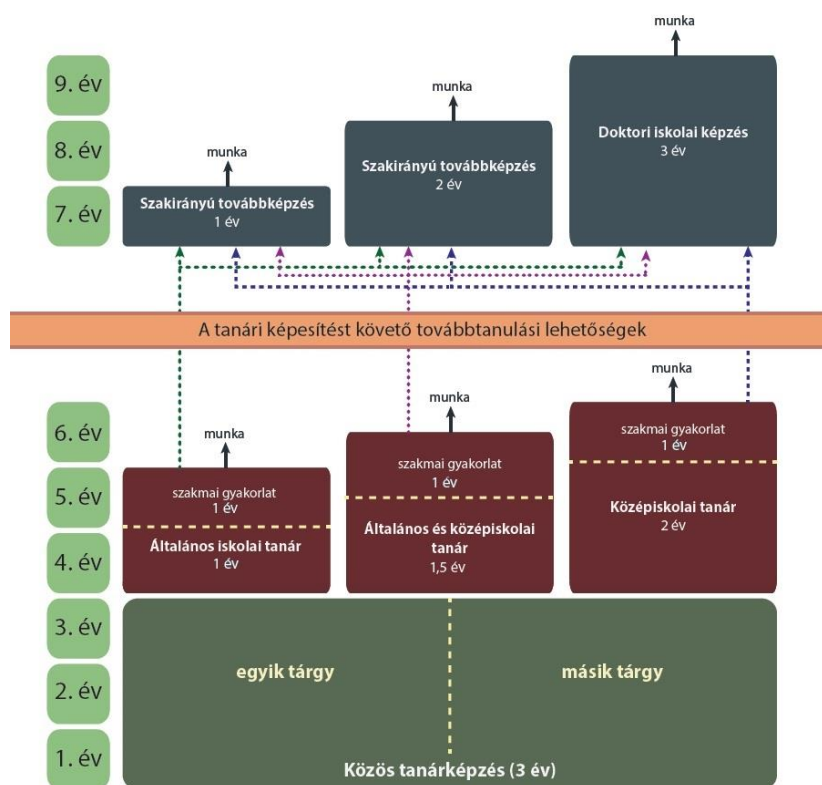 munka
9. év
munka
Doktori iskolai képzés
3 év
8. év
munka
Szakirányú továbbképzés
2 év
7. év
Szakirányú továbbképzés
1 év
A tanári képesítést követő továbbtanulási lehetőségek
munka
6. év
munka
munka
szakmai gyakorlat
1 év
szakmai gyakorlat
1 év
5. év
szakmai gyakorlat
1 év
Középiskolai tanár
2 év
Általános és középiskolai
tanár
1,5 év
4. év
Általános iskolai tanár
1 év
3. év
egyik tárgy
másik tárgy
2. év
1. év
Közös tanárképzés (3 év)